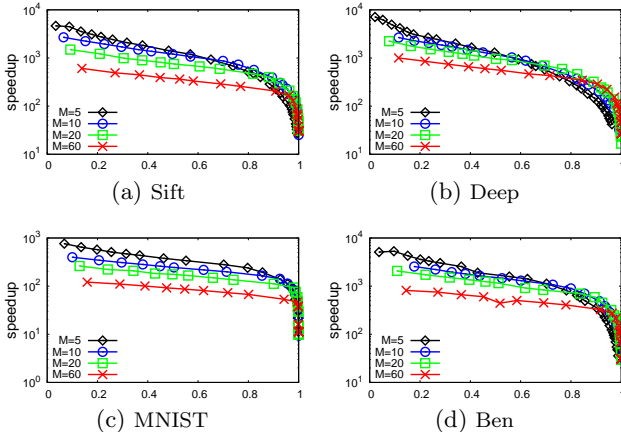 10^4
10^3
10^2
10^1
speedup
M=5
M=10
M=20
M=60
0 0.2 0.4 0.6 0.8 1
(a) Sift
10^4
10^3
10^2
10^1
speedup
M=5
M=10
M=20
M=60
0 0.2 0.4 0.6 0.8 1
(b) Deep
10^3
10^2
10^1
10^0
speedup
M=5
M=10
M=20
M=60
0 0.2 0.4 0.6 0.8 1
(c) MNIST
10^4
10^3
10^2
10^1
speedup
M=5
M=10
M=20
M=60
0 0.2 0.4 0.6 0.8 1
(d) Ben